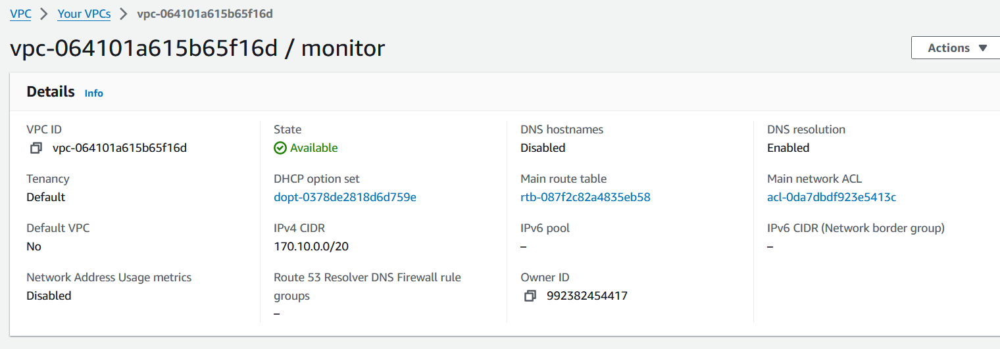 VPC > Your VPCs > vpc-064101a615b65f16d
vpc-064101a615b65f16d / monitor
Actions ▼
Details Info
VPC ID
vpc-064101a615b65f16d
State
Available
DNS hostnames
Disabled
DNS resolution
Enabled
Tenancy
Default
DHCP option set
dopt-0378de2818d6d759e
Main route table
rtb-087f2c82a4835eb58
Main network ACL
acl-0da7dbdf923e5413c
Default VPC
No
IPv4 CIDR
170.10.0.0/20
IPv6 pool
–
IPv6 CIDR (Network border group)
–
Network Address Usage metrics
Disabled
Route 53 Resolver DNS Firewall rule
groups
–
Owner ID
992382454417